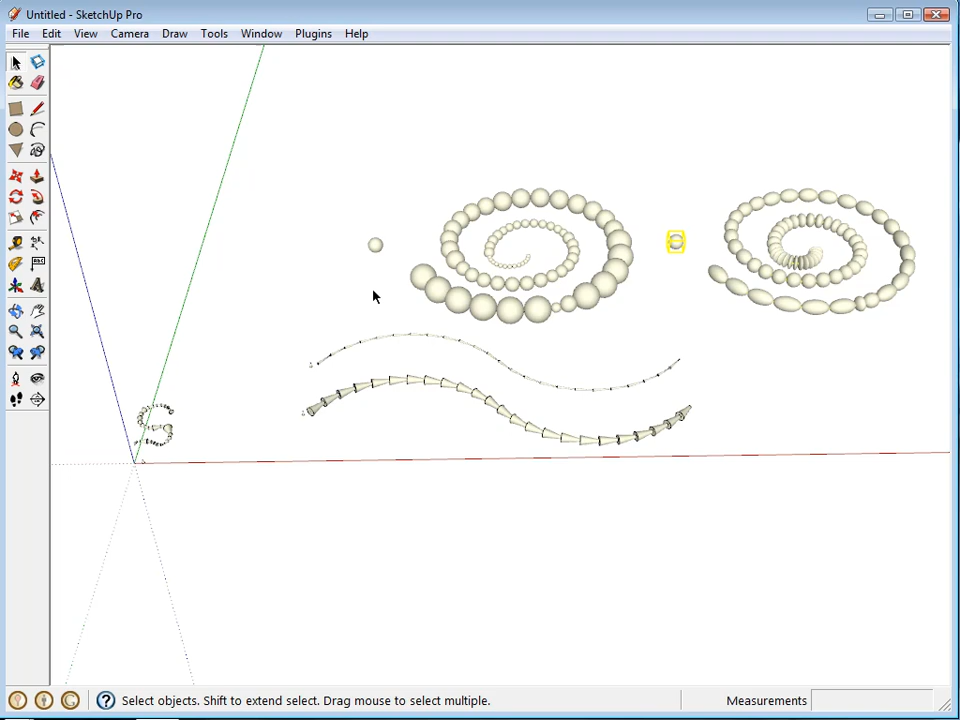 Untitled - SketchUp Pro
File Edit View Camera Draw Tools Window Plugins Help
Select objects. Shift to extend select. Drag mouse to select multiple. Measurements